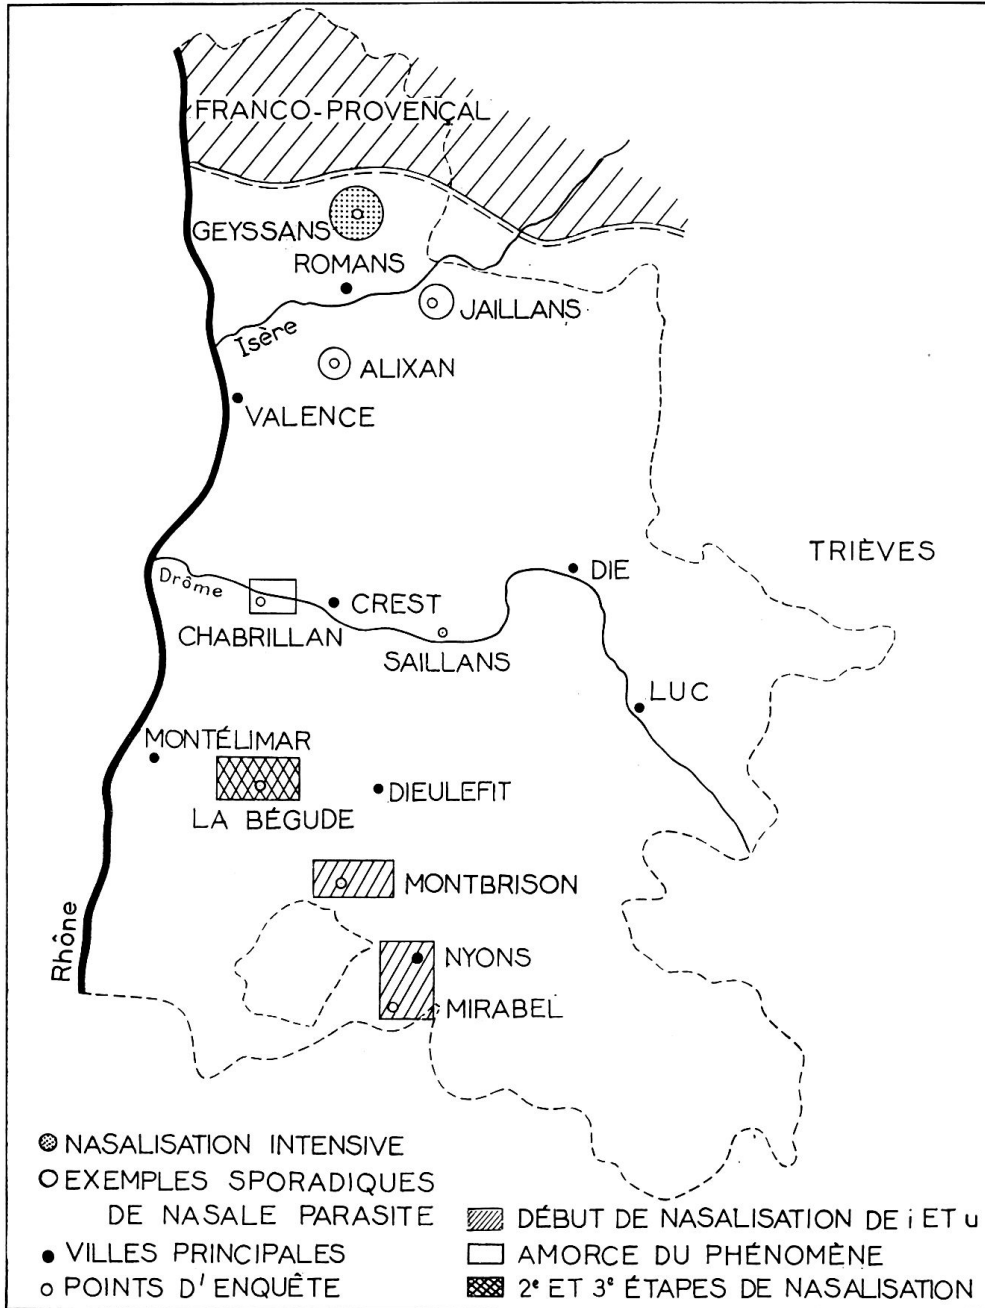 FRANCO-PROVENÇAL
GEYSSANS
ROMANS
JAILLANS
Isère
ALIXAN
VALENCE
TRIÈVES
DIE
Drôme
CREST
CHABRILLAN
SAILLANS
LUC
MONTÉLIMAR
DIEULEFIT
LA BÉGUDE
MONTBRISON
Rhône
NYONS
MIRABEL
NASALISATION INTENSIVE
EXEMPLES SPORADIQUES
DE NASALE PARASITE
VILLES PRINCIPALES
POINTS D'ENQUÊTE
DÉBUT DE NASALISATION DE i ET u
AMORCE DU PHÉNOMÈNE
2e ET 3e ÉTAPES DE NASALISATION